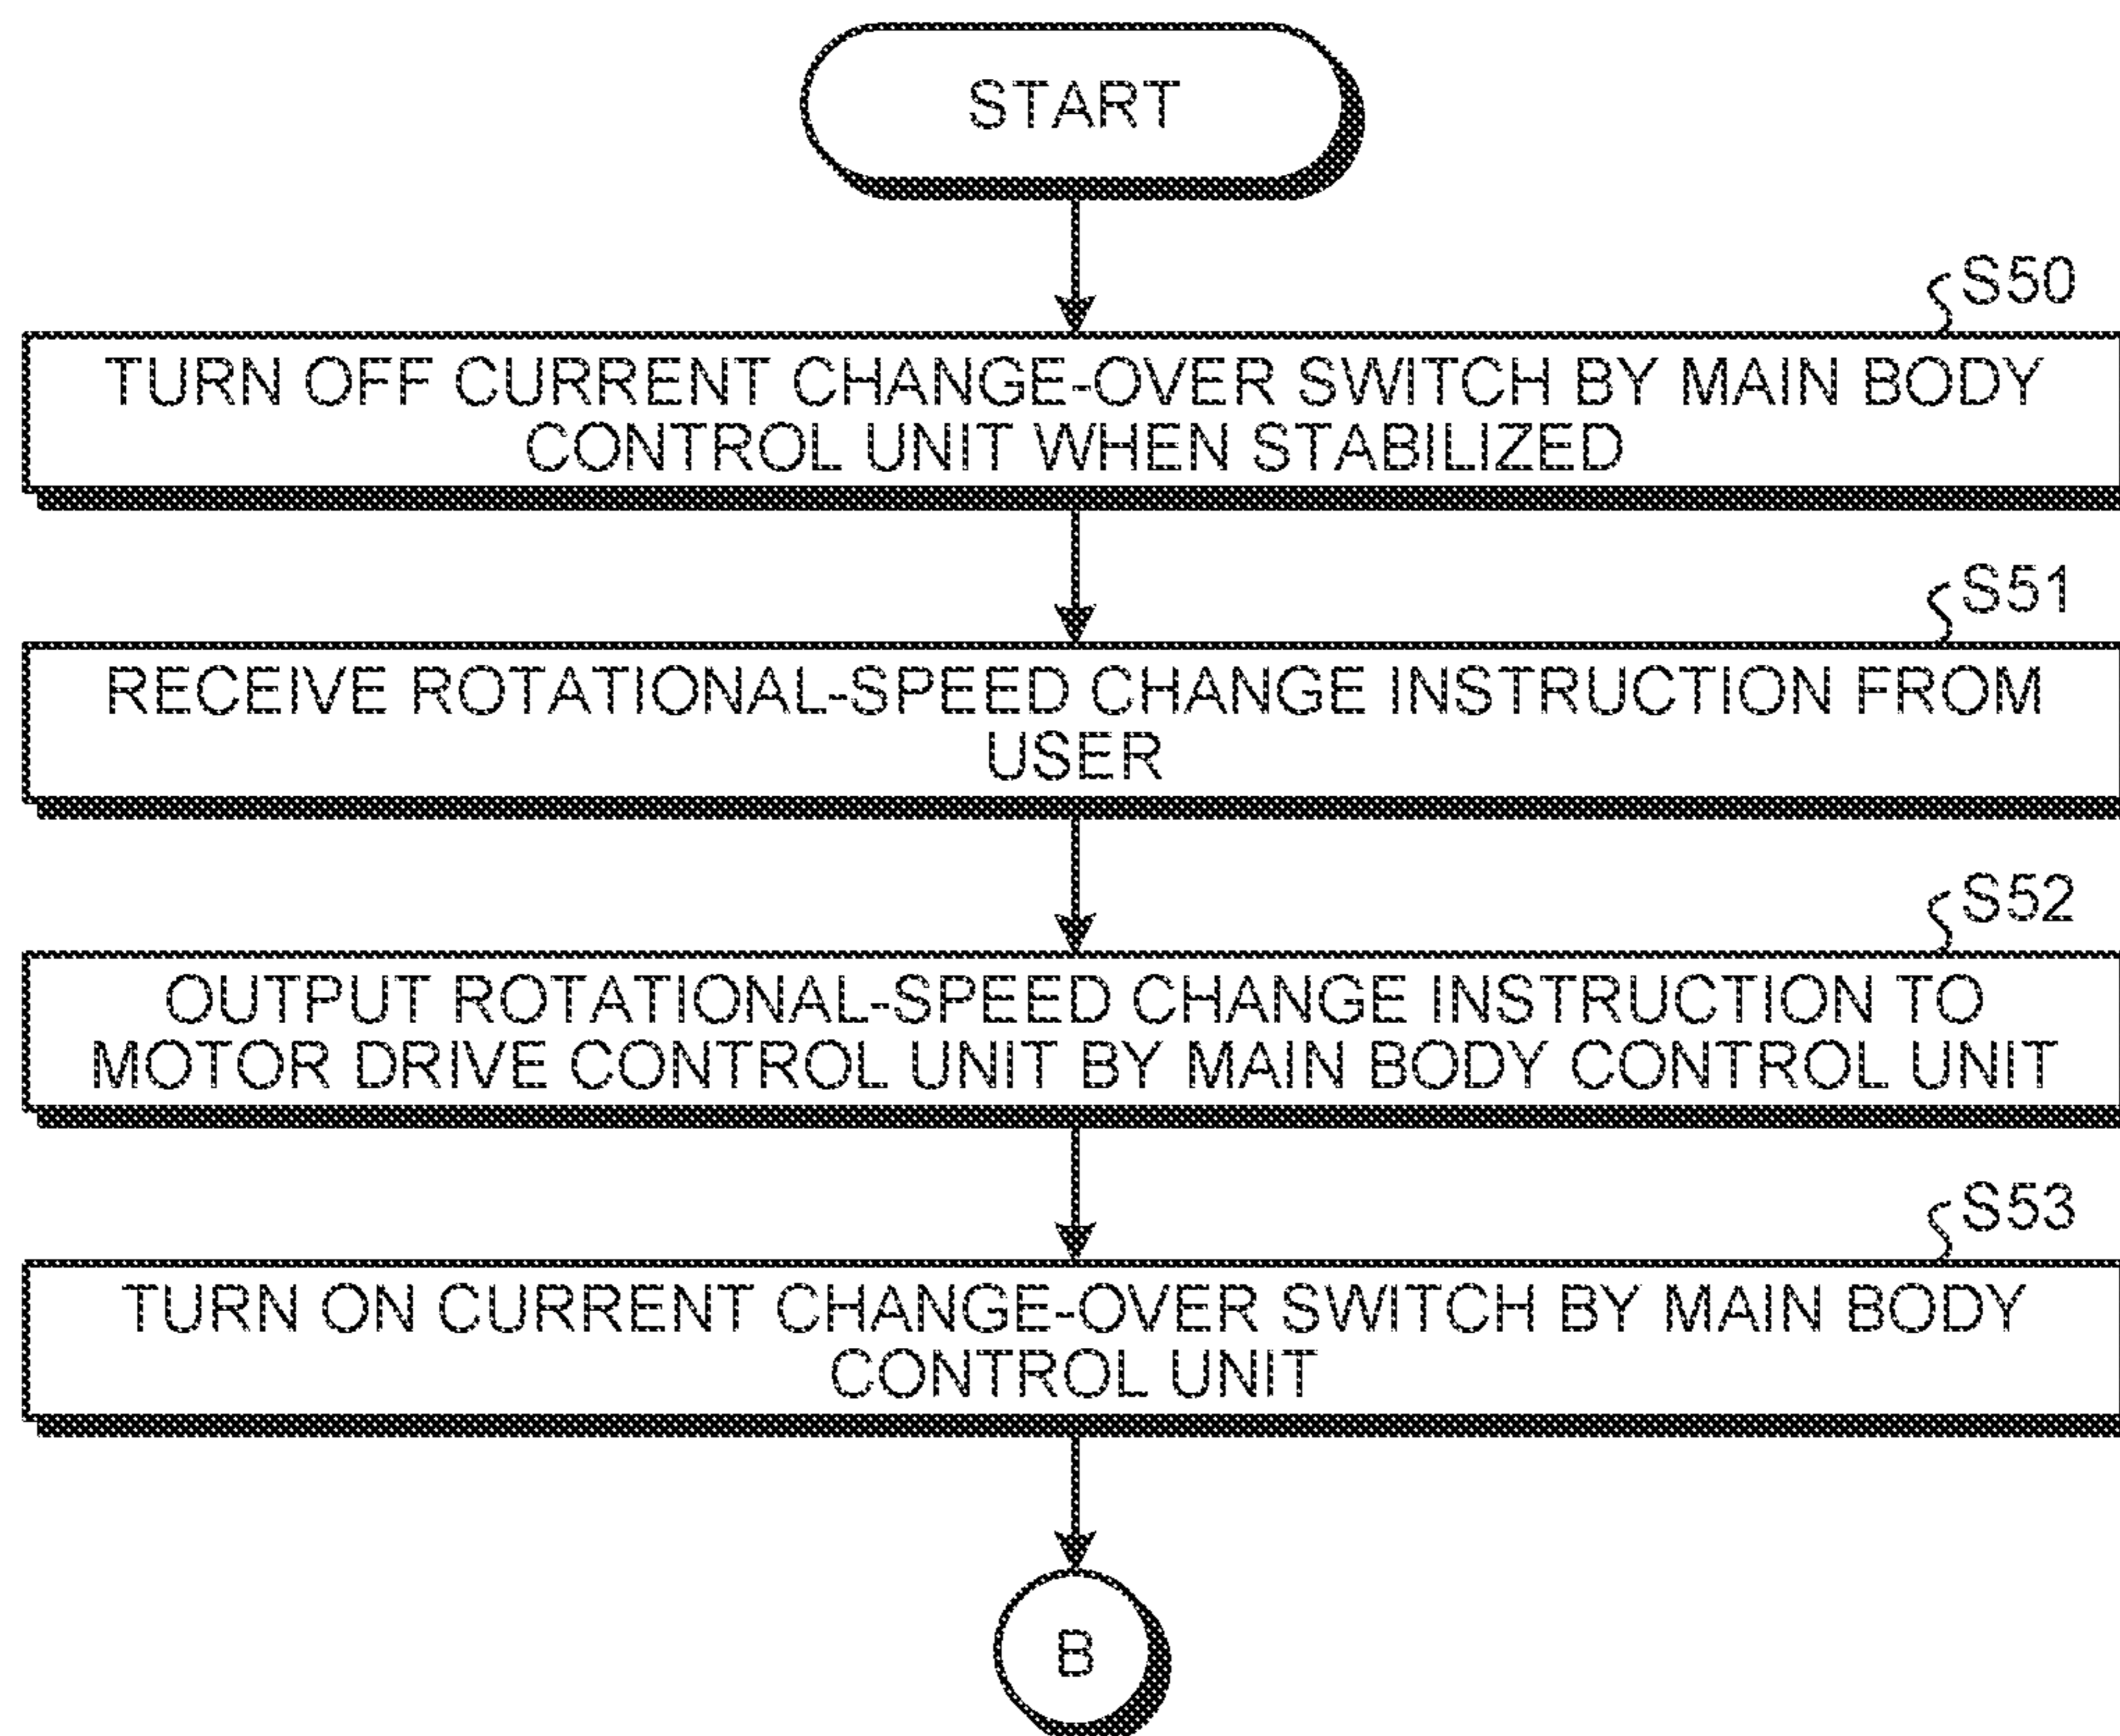 START
S50
TURN OFF CURRENT CHANGE-OVER SWITCH BY MAIN BODY
CONTROL UNIT WHEN STABILIZED
S51
RECEIVE ROTATIONAL-SPEED CHANGE INSTRUCTION FROM
USER
S52
OUTPUT ROTATIONAL-SPEED CHANGE INSTRUCTION TO
MOTOR DRIVE CONTROL UNIT BY MAIN BODY CONTROL UNIT
S53
TURN ON CURRENT CHANGE-OVER SWITCH BY MAIN BODY
CONTROL UNIT
B